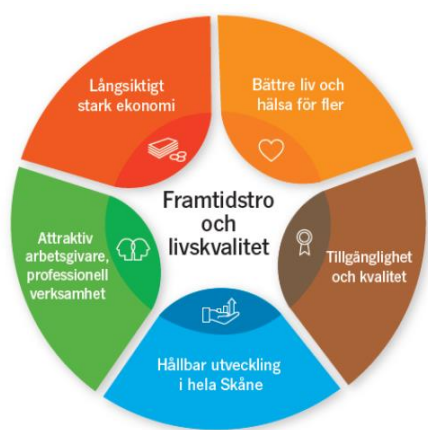 Långsiktigt
stark ekonomi
Bättre liv och
hälsa för fler
Framtidstro
och
livskvalitet
Attraktiv
arbetsgivare,
professionell
verksamhet
Tillgänglighet
och kvalitet
Hållbar utveckling
i hela Skåne